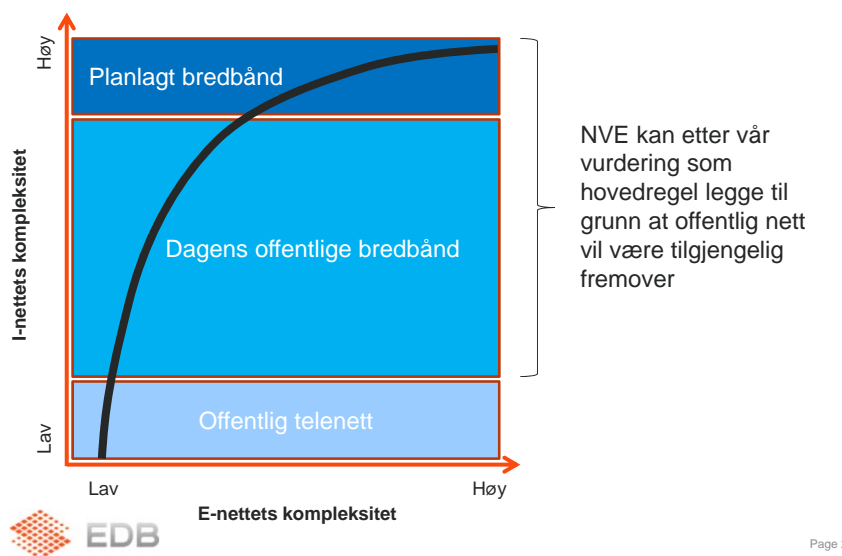 Høy
Planlagt bredbånd
I-nettets kompleksitet
Dagens offentlige bredbånd
NVE kan etter vår
vurdering som
hovedregel legge til
grunn at offentlig nett
vil være tilgjengelig
fremover
Offentlig telenett
Lav
Lav
Høy
E-nettets kompleksitet
EDB
Page